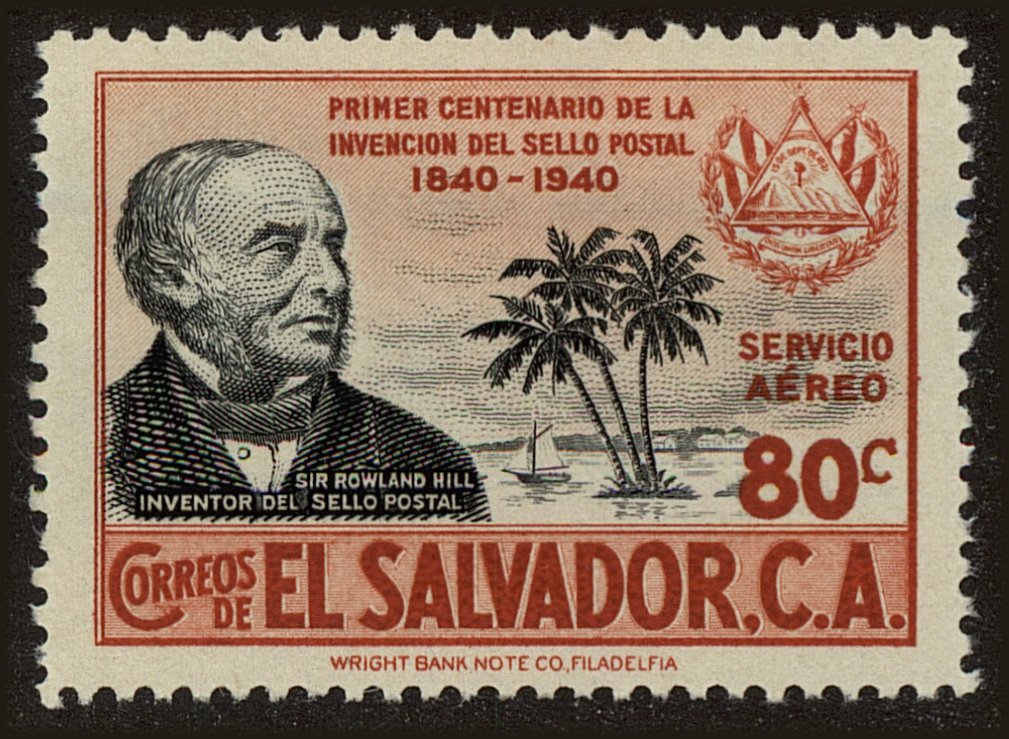 PRIMER CENTENARIO DE LA
INVENCION DEL SELLO POSTAL
1840 - 1940
SERVICIO
AÉREO
80c
SIR ROWLAND HILL
INVENTOR DEL SELLO POSTAL
CORREOS
DE
EL SALVADOR, C.A.
WRIGHT BANK NOTE CO., FILADELFIA